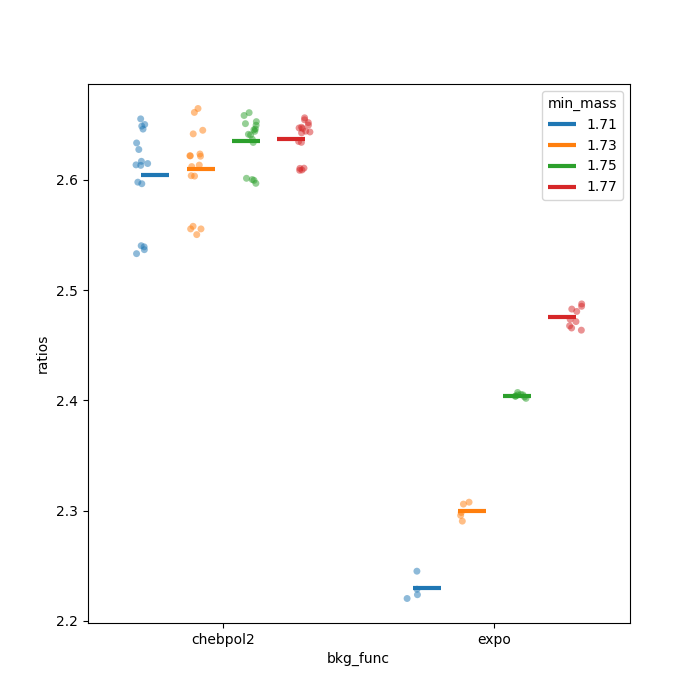 min_mass
1.71
1.73
1.75
1.77
2.6
2.5
2.4
2.3
2.2
ratios
chebpol2 expo
bkg_func